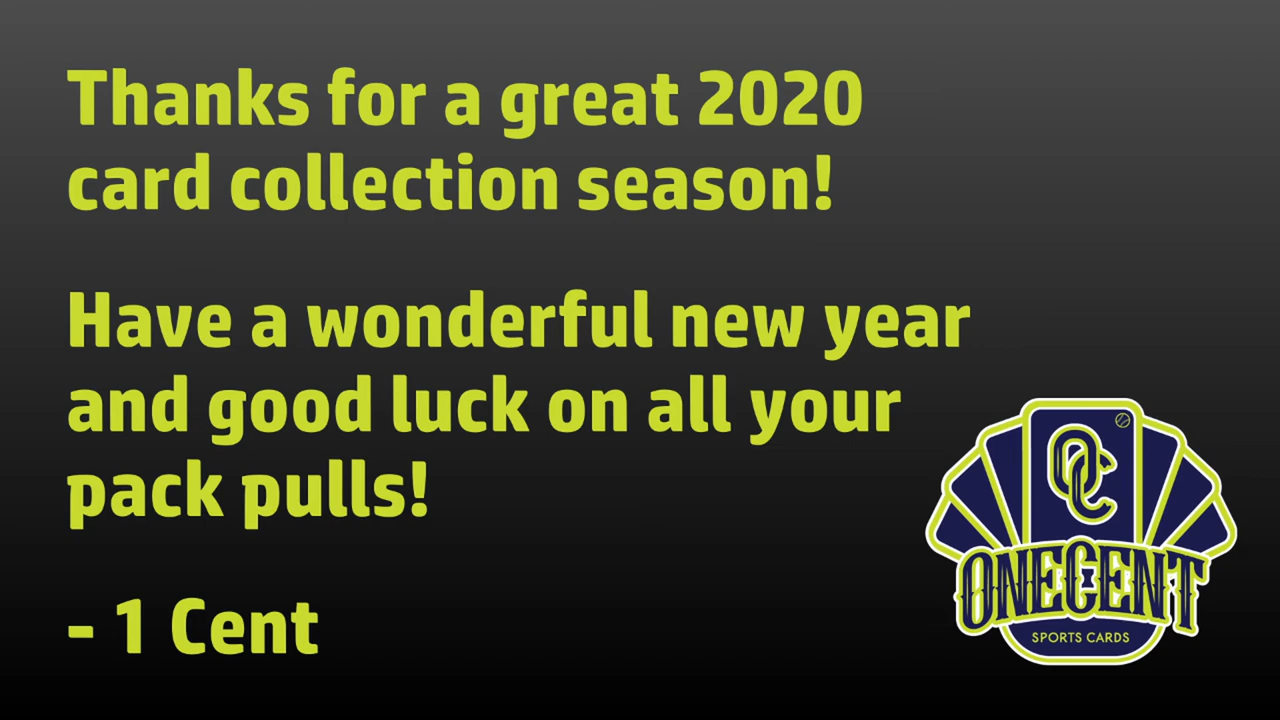 Thanks for a great 2020
card collection season!
Have a wonderful new year
and good luck on all your
pack pulls!
- 1 Cent
OC
ONECENT
SPORTS CARDS